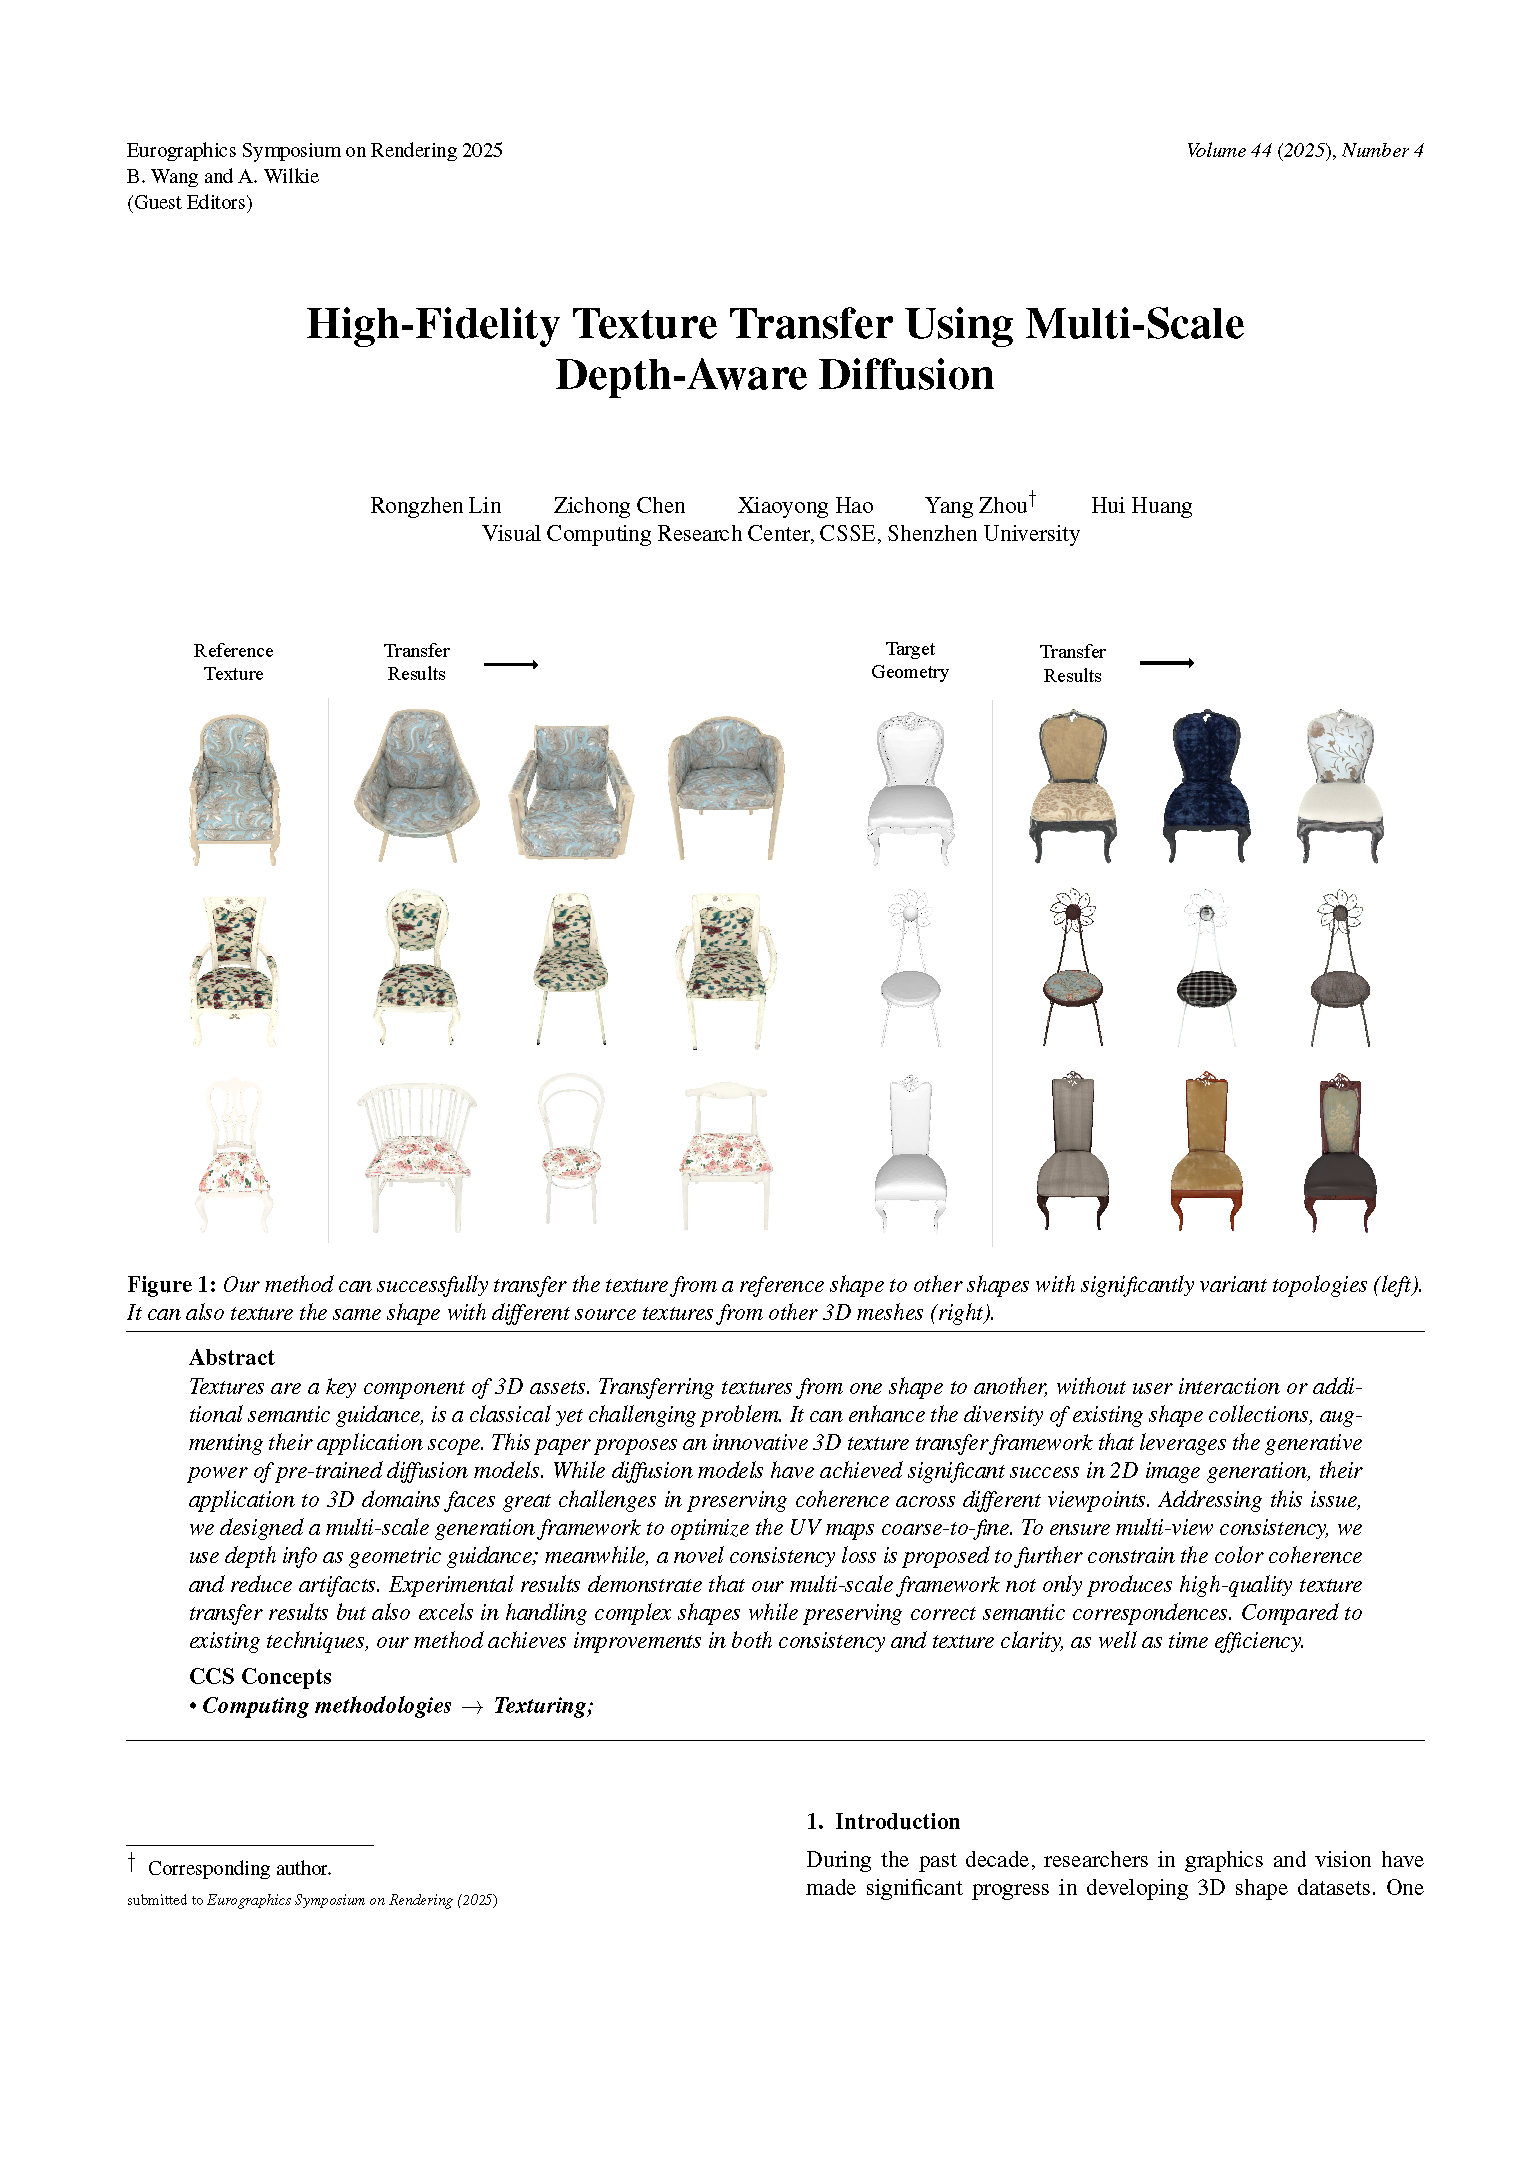 Eurographics Symposium on Rendering 2025
B. Wang and A. Wilkie
(Guest Editors)
Volume 44 (2025), Number 4
High-Fidelity Texture Transfer Using Multi-Scale
Depth-Aware Diffusion
Rongzhen Lin Zichong Chen Xiaoyong Hao Yang Zhou† Hui Huang
Visual Computing Research Center, CSSE, Shenzhen University
Reference
Texture
Transfer
Results
Target
Geometry
Transfer
Results
Figure 1: Our method can successfully transfer the texture from a reference shape to other shapes with significantly variant topologies (left).
It can also texture the same shape with different source textures from other 3D meshes (right).
Abstract
Textures are a key component of 3D assets. Transferring textures from one shape to another, without user interaction or addi-
tional semantic guidance, is a classical yet challenging problem. It can enhance the diversity of existing shape collections, aug-
menting their application scope. This paper proposes an innovative 3D texture transfer framework that leverages the generative
power of pre-trained diffusion models. While diffusion models have achieved significant success in 2D image generation, their
application to 3D domains faces great challenges in preserving coherence across different viewpoints. Addressing this issue,
we designed a multi-scale generation framework to optimize the UV maps coarse-to-fine. To ensure multi-view consistency, we
use depth info as geometric guidance; meanwhile, a novel consistency loss is proposed to further constrain the color coherence
and reduce artifacts. Experimental results demonstrate that our multi-scale framework not only produces high-quality texture
transfer results but also excels in handling complex shapes while preserving correct semantic correspondences. Compared to
existing techniques, our method achieves improvements in both consistency and texture clarity, as well as time efficiency.
CCS Concepts
• Computing methodologies → Texturing;
† Corresponding author.
submitted to Eurographics Symposium on Rendering (2025)
1. Introduction
During the past decade, researchers in graphics and vision have
made significant progress in developing 3D shape datasets. One